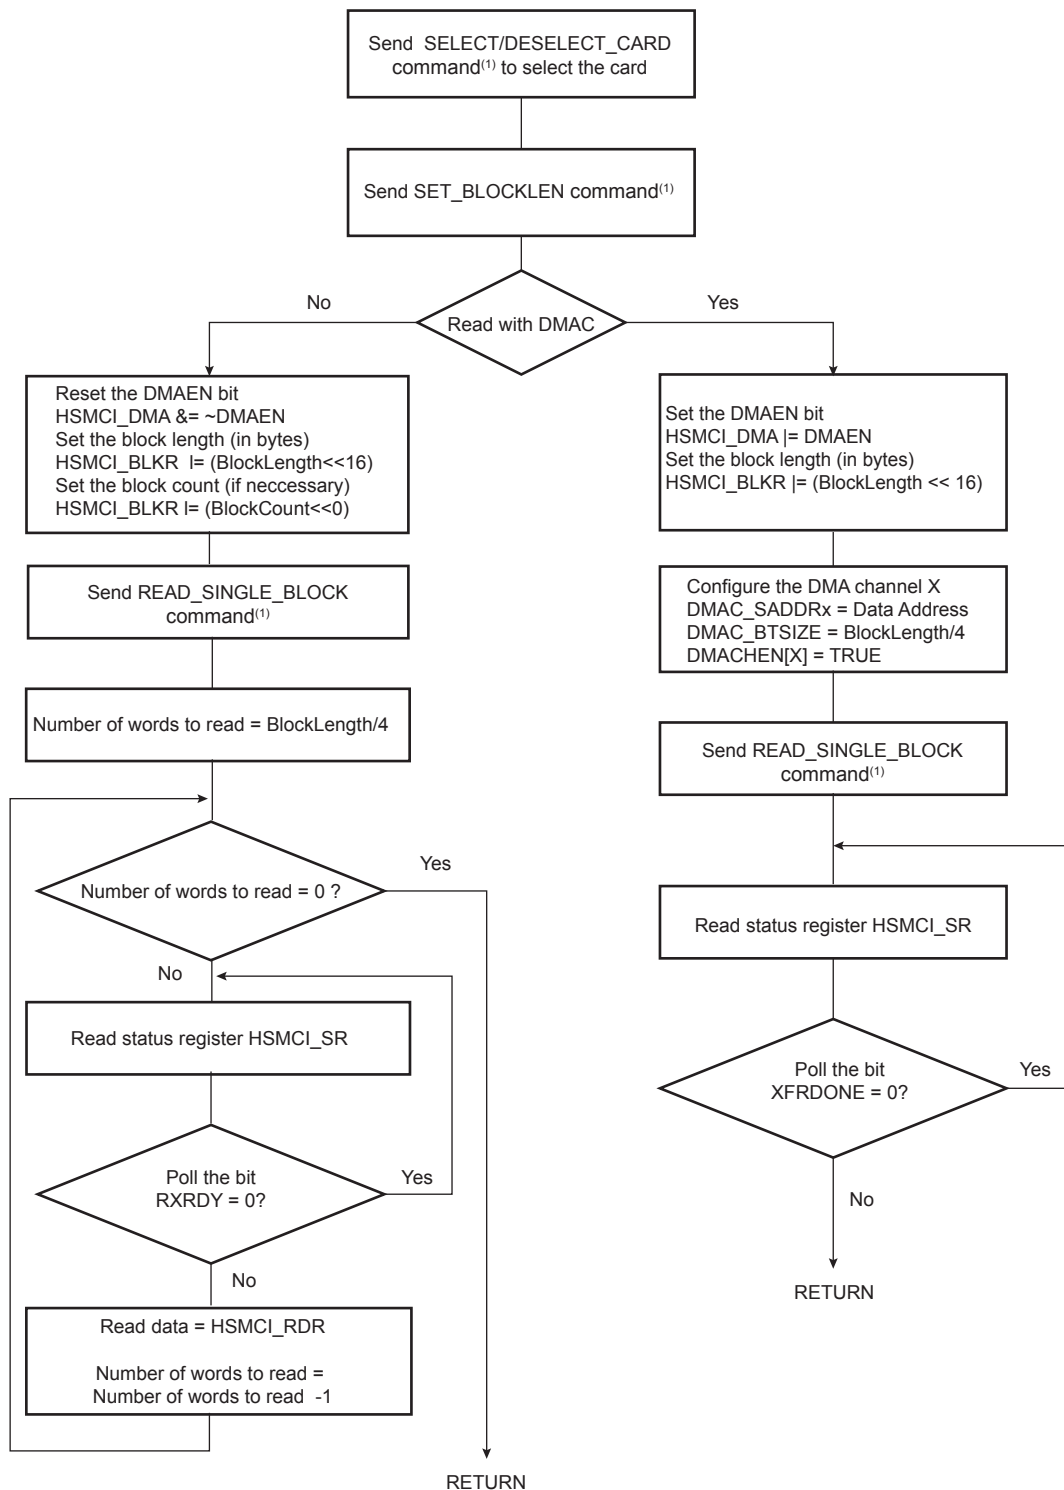 Send  SELECT/DESELECT_CARD
command(1) to select the card
Send SET_BLOCKLEN command(1)
No
Read with DMAC
Yes
Reset the DMAEN bit
HSMCI_DMA &= ~DMAEN
Set the block length (in bytes)
HSMCI_BLKR  l= (BlockLength<<16)
Set the block count (if neccessary)
HSMCI_BLKR l= (BlockCount<<0)
Send READ_SINGLE_BLOCK
command(1)
Number of words to read = BlockLength/4
Number of words to read = 0 ?
Yes
No
Read status register HSMCI_SR
Poll the bit
RXRDY = 0?
Yes
No
Read data = HSMCI_RDR
Number of words to read =
Number of words to read  -1
RETURN
Set the DMAEN bit
HSMCI_DMA |= DMAEN
Set the block length (in bytes)
HSMCI_BLKR |= (BlockLength << 16)
Configure the DMA channel X
DMAC_SADDRx = Data Address
DMAC_BTSIZE = BlockLength/4
DMACHEN[X] = TRUE
Send READ_SINGLE_BLOCK
command(1)
Read status register HSMCI_SR
Poll the bit
XFRDONE = 0?
Yes
No
RETURN